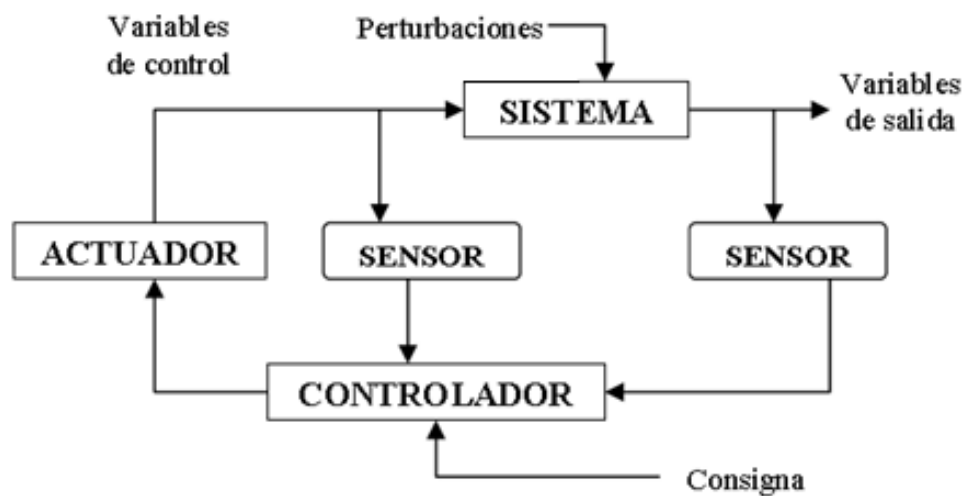 Variables
de control
Perturbaciones
SISTEMA
Variables
de salida
ACTUADOR
SENSOR
SENSOR
CONTROLADOR
Consigna